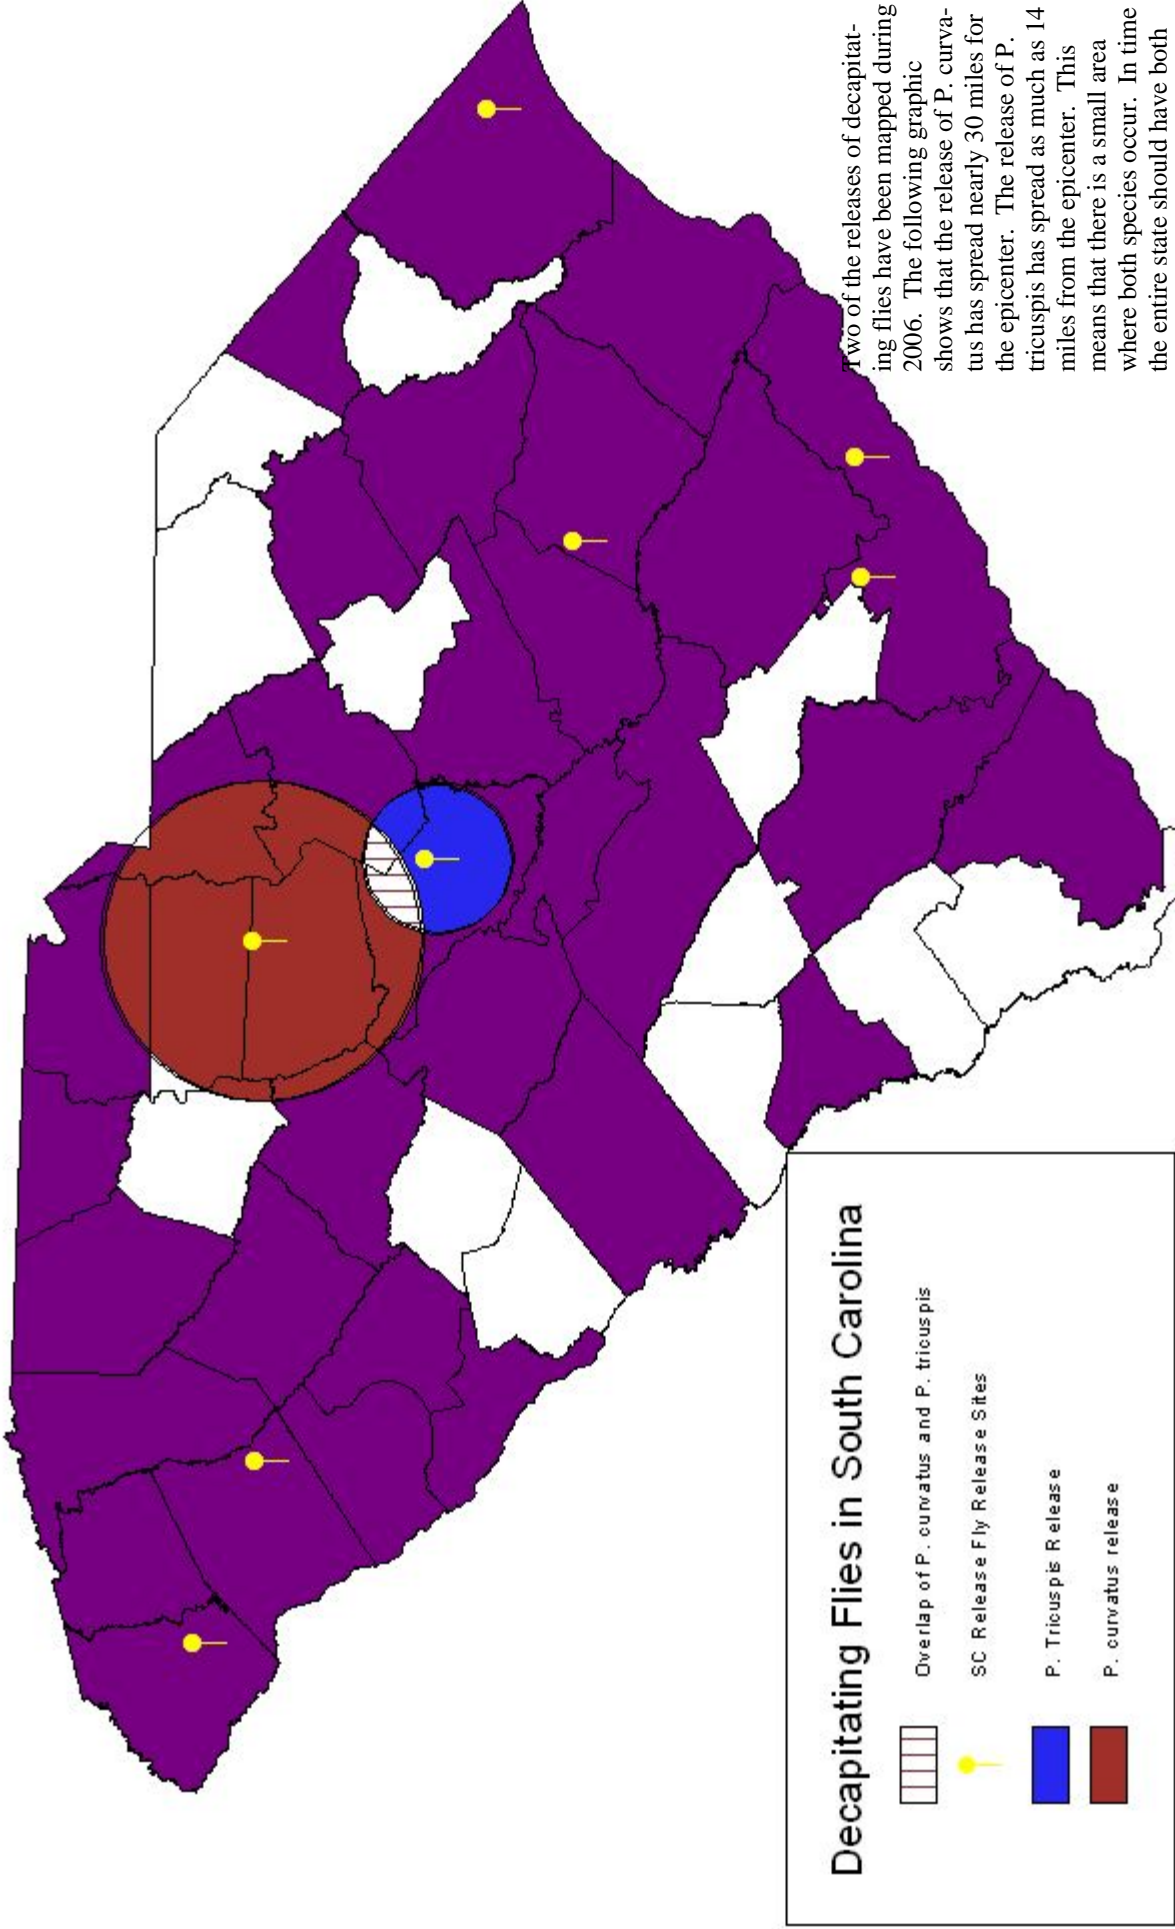 Two of the releases of decapitat-
ing flies have been mapped during
2006.  The following graphic
shows that the release of P. curva-
tus has spread nearly 30 miles for
the epicenter.  The release of P.
tricuspis has spread as much as 14
miles from the epicenter.  This
means that there is a small area
where both species occur.  In time
the entire state should have both
Decapitating Flies in South Carolina
Overlap of P. curvatus and P. tricuspis
SC Release Fly Release Sites
P. Tricuspis Release
P. curvatus release